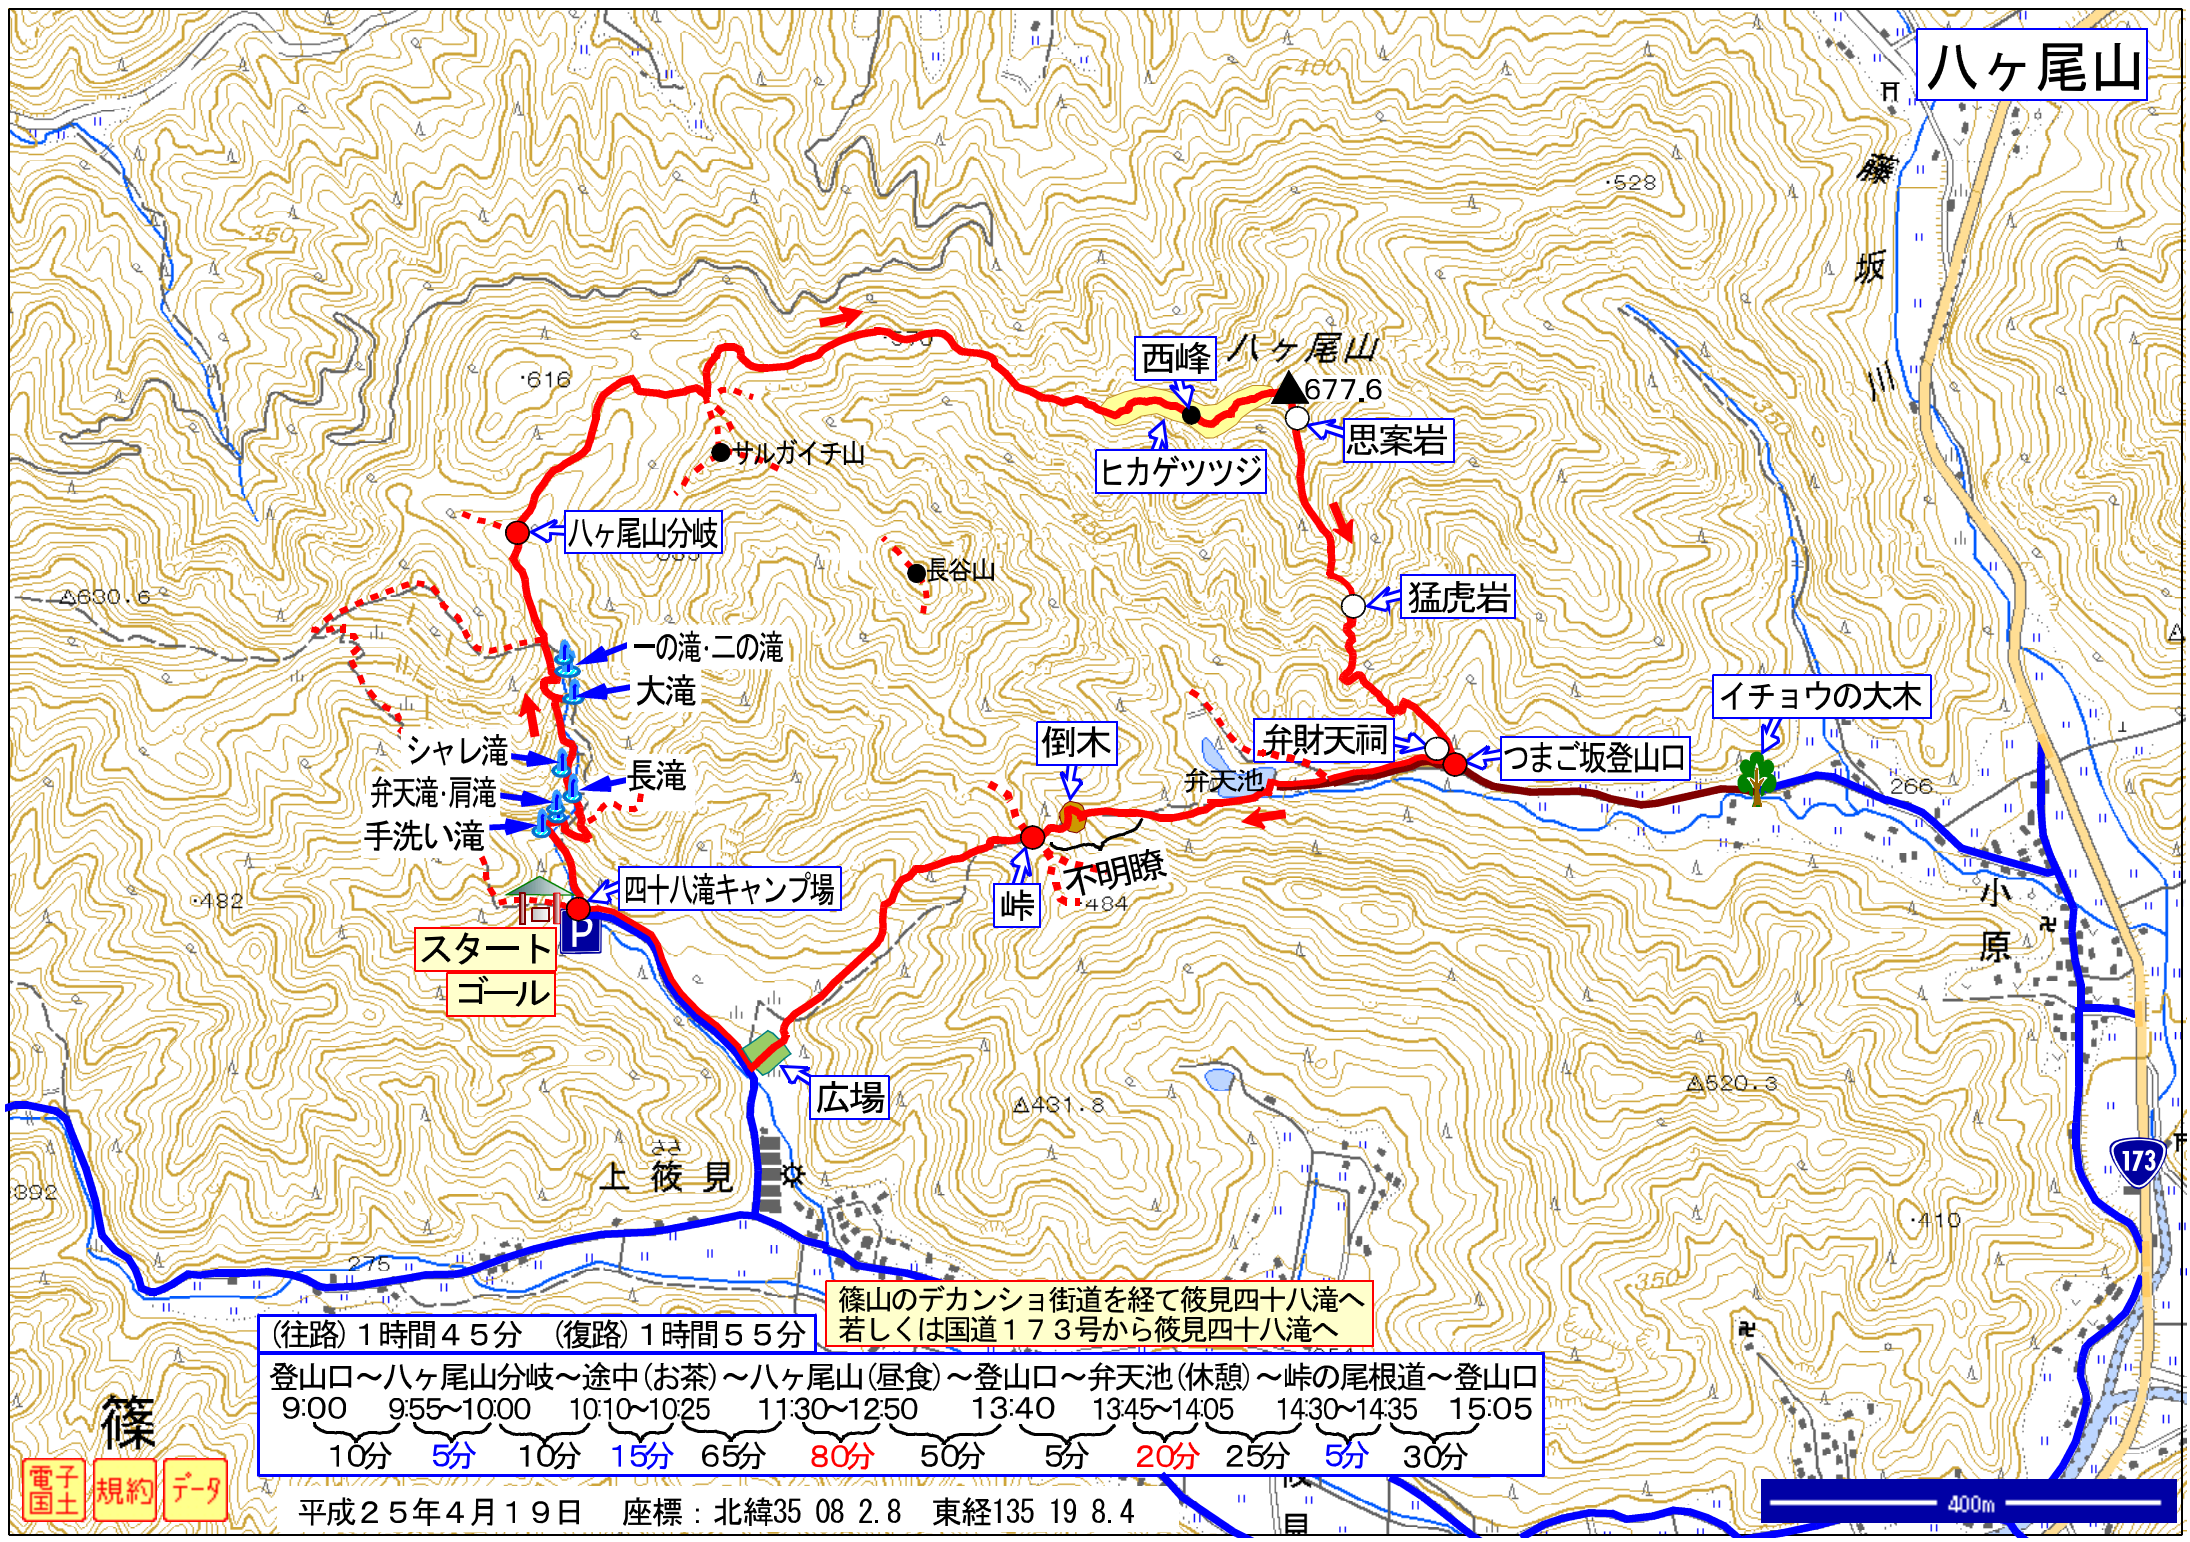 八ヶ尾山
400
藤
坂
川
・528
350
・570
・616
西峰
八ヶ尾山
677.6
思案岩
ヒカゲツツジ
サルガイチ山
350
450
八ヶ尾山分岐
長谷山
猛虎岩
630.6
一の滝・二の滝
大滝
シャレ滝
弁天滝・肩滝
手洗い滝
長滝
倒木
弁財天祠
つまご坂登山口
イチョウの大木
弁天池
266
不明瞭
峠
・484
・482
四十八滝キャンプ場
P
スタート
ゴール
小
原
広場
431.8
520.3
173
上筱見
ささ
392
275
・410
350
篠山のデカンショ街道を経て筱見四十八滝へ
若しくは国道173号から筱見四十八滝へ
(往路)1時間45分 (復路)1時間55分
登山口～八ヶ尾山分岐～途中(お茶)～八ヶ尾山(昼食)～登山口～弁天池(休憩)～峠の尾根道～登山口
9:00 9:55～10:00 10:10～10:25 11:30～12:50 13:40 13:45～14:05 14:30～14:35 15:05
10分 5分 10分 15分 65分 80分 50分 5分 20分 25分 5分 30分
篠
電子
国土
規約
データ
平成25年4月19日 座標:北緯35 08 2.8 東経135 19 8.4
見
400m